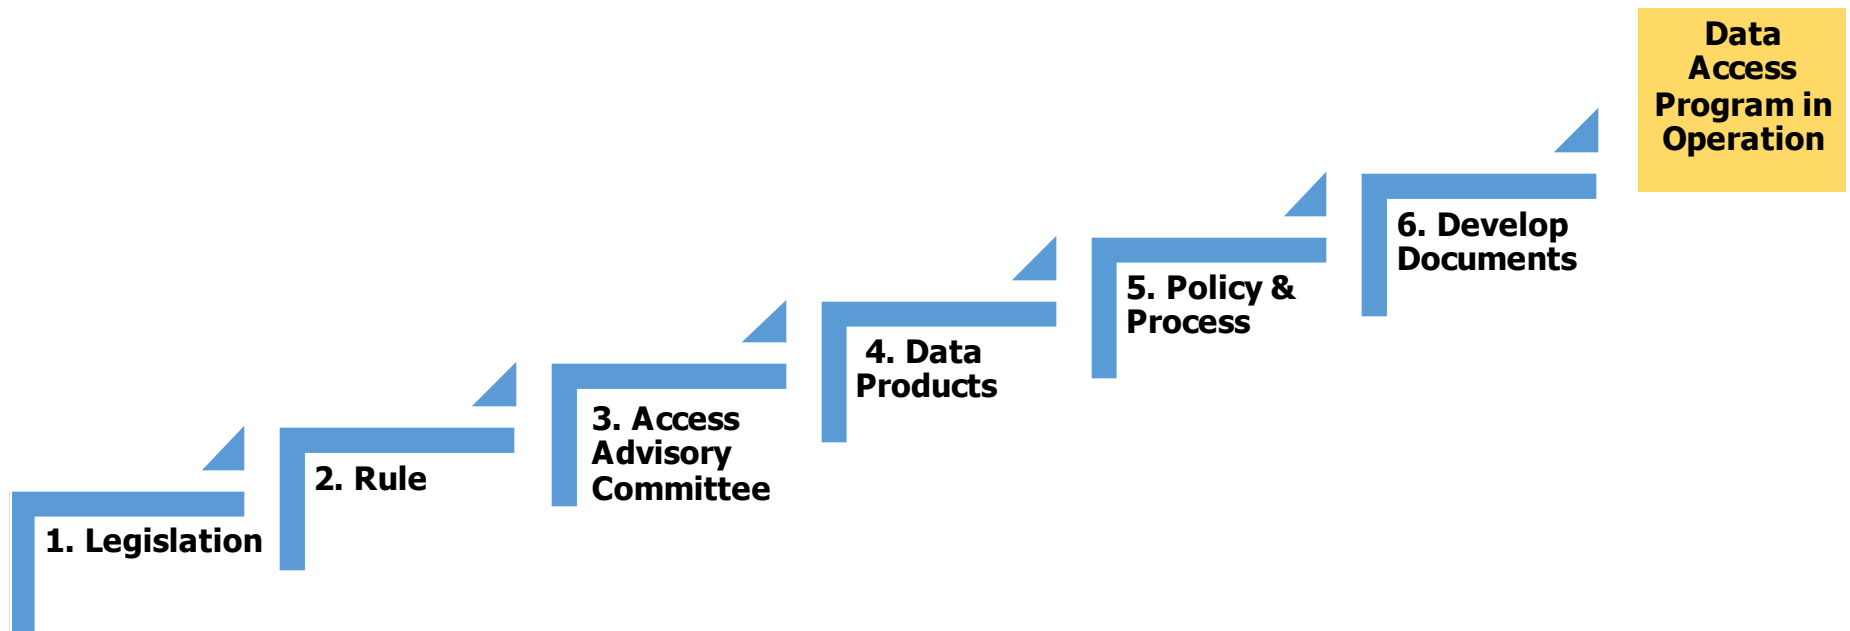 1. Legislation
2. Rule
3. Access
Advisory
Committee
4. Data
Products
5. Policy &
Process
6. Develop
Documents
Data
Access
Program in
Operation